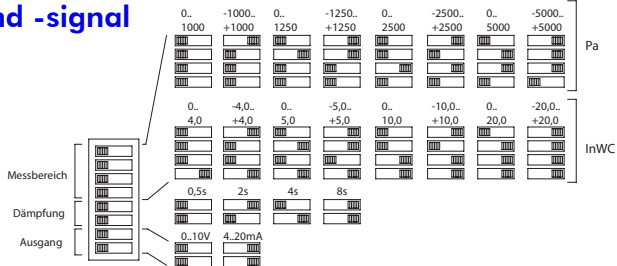 nd -signal
0.. -1000.. 0.. -1250.. 0.. -2500.. 0.. -5000..
1000 +1000 1250 +1250 2500 +2500 5000 +5000
Pa
0.. -4,0.. 0.. -5,0.. 0.. -10,0.. 0.. -20,0..
4,0 +4,0 5,0 +5,0 10,0 +10,0 20,0 +20,0
InWC
Messbereich
0,5s 2s 4s 8s
Dämpfung
Ausgang
0..10V 4..20mA